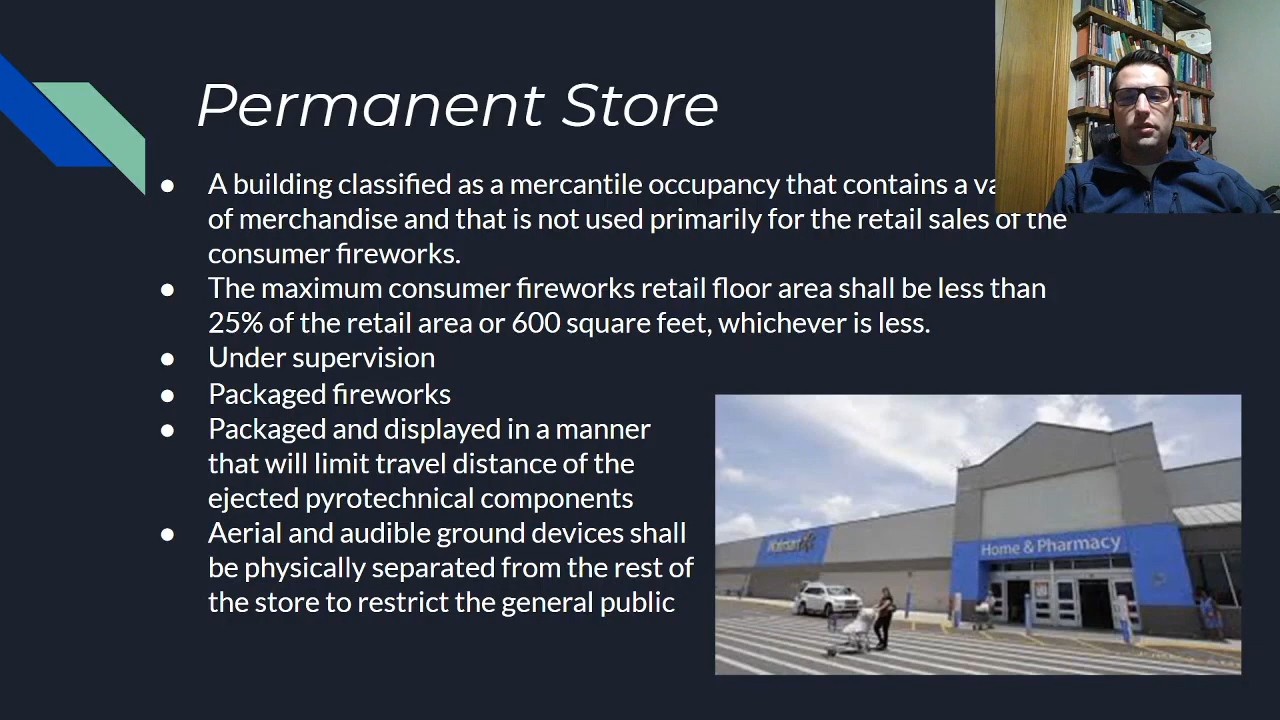 Permanent Store
● A building classified as a mercantile occupancy that contains a va
of merchandise and that is not used primarily for the retail sales of the
consumer fireworks.
● The maximum consumer fireworks retail floor area shall be less than
25% of the retail area or 600 square feet, whichever is less.
● Under supervision
● Packaged fireworks
● Packaged and displayed in a manner
that will limit travel distance of the
ejected pyrotechnical components
● Aerial and audible ground devices shall
be physically separated from the rest of
the store to restrict the general public
Walmart
Home & Pharmacy